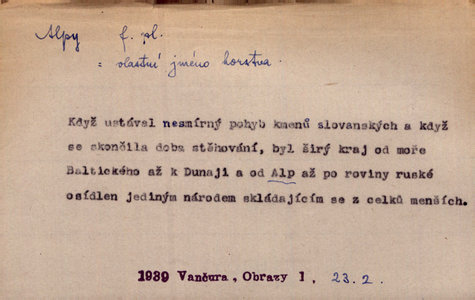 Alpy f. pl.
= vlastní jméno horstva.
Když ustával nesmírný pohyb kmenů slovanských a když
se skončila doba stěhování, byl širý kraj od moře
Baltického až k Dunaji a od Alp až po roviny ruské
osídlen jediným národem skládajícím se z celků menších.
1939 Vančura, Obrazy 1, 23.2.